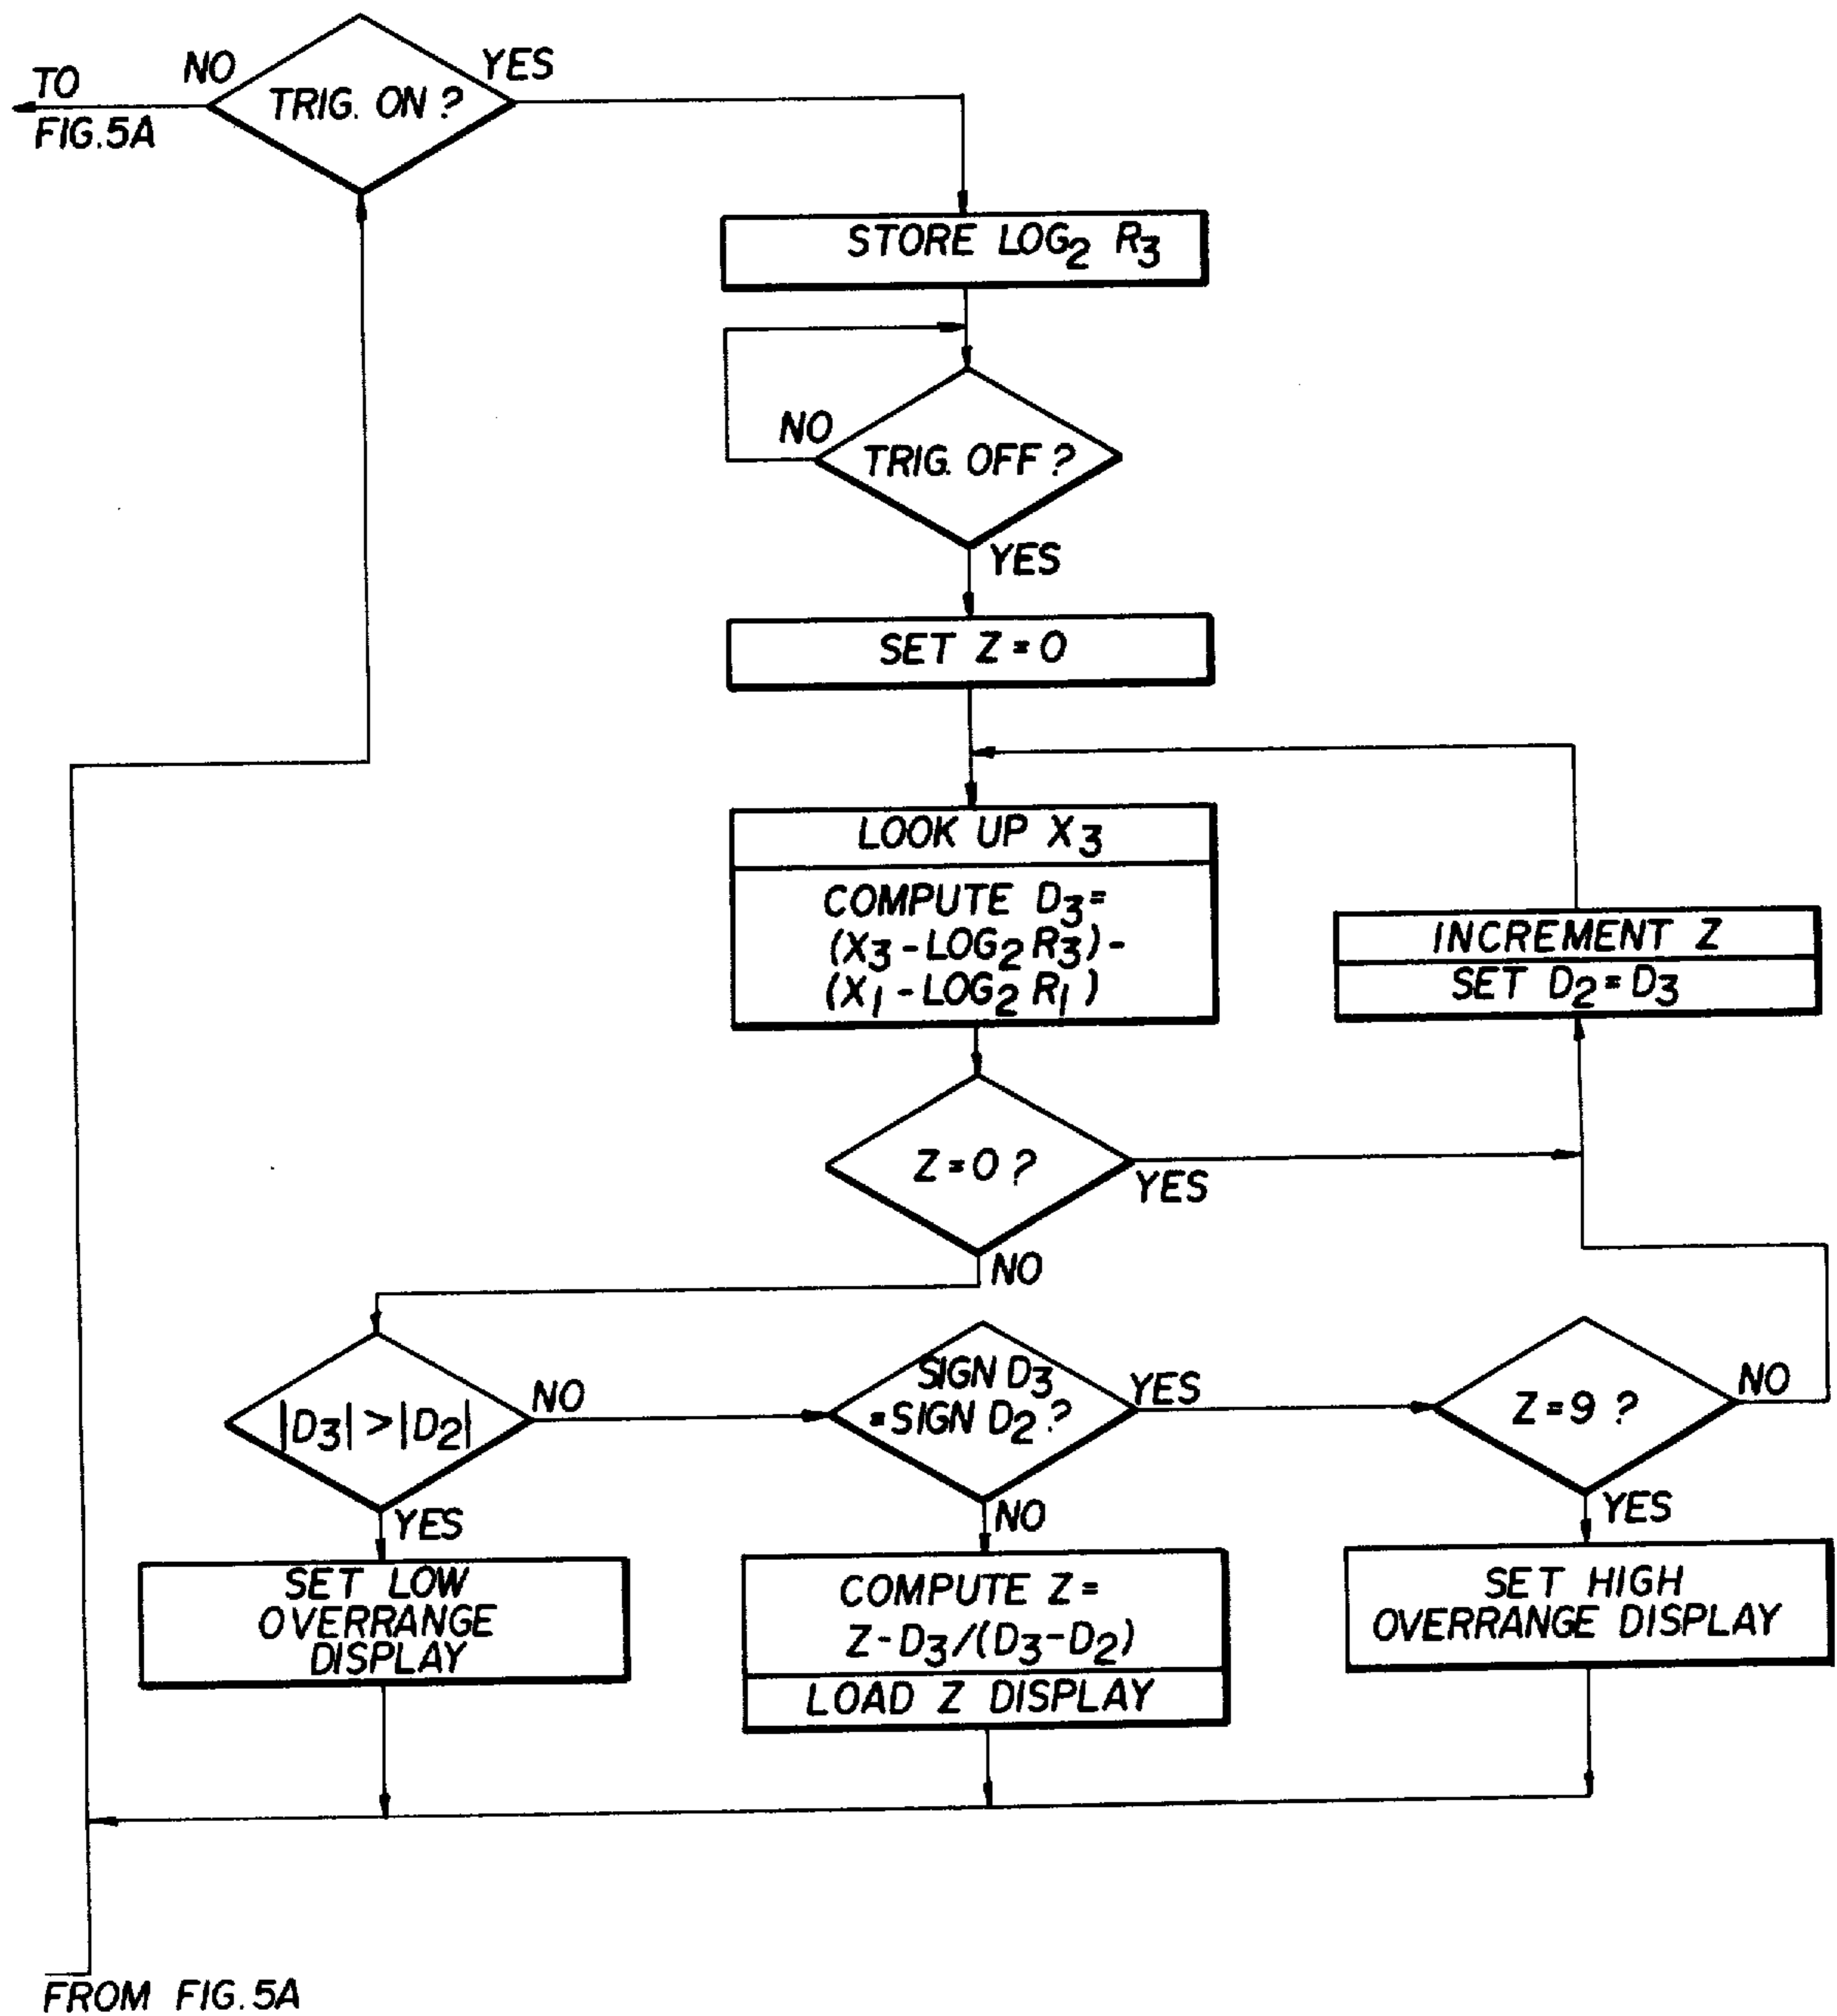 NO
YES
TO
FIG.5A
TRIG. ON ?
STORE LOG2 R3
NO
TRIG. OFF ?
YES
SET Z = 0
LOOK UP X3
COMPUTE D3=
(X3 - LOG2 R3) -
(X1 - LOG2 R1)
INCREMENT Z
SET D2 = D3
Z = 0 ?
YES
NO
|D3| > |D2|
NO
YES
SIGN D3
= SIGN D2 ?
YES
NO
Z = 9 ?
NO
YES
SET LOW
OVERRANGE
DISPLAY
COMPUTE Z =
Z - D3/(D3-D2)
LOAD Z DISPLAY
SET HIGH
OVERRANGE DISPLAY
FROM FIG. 5A